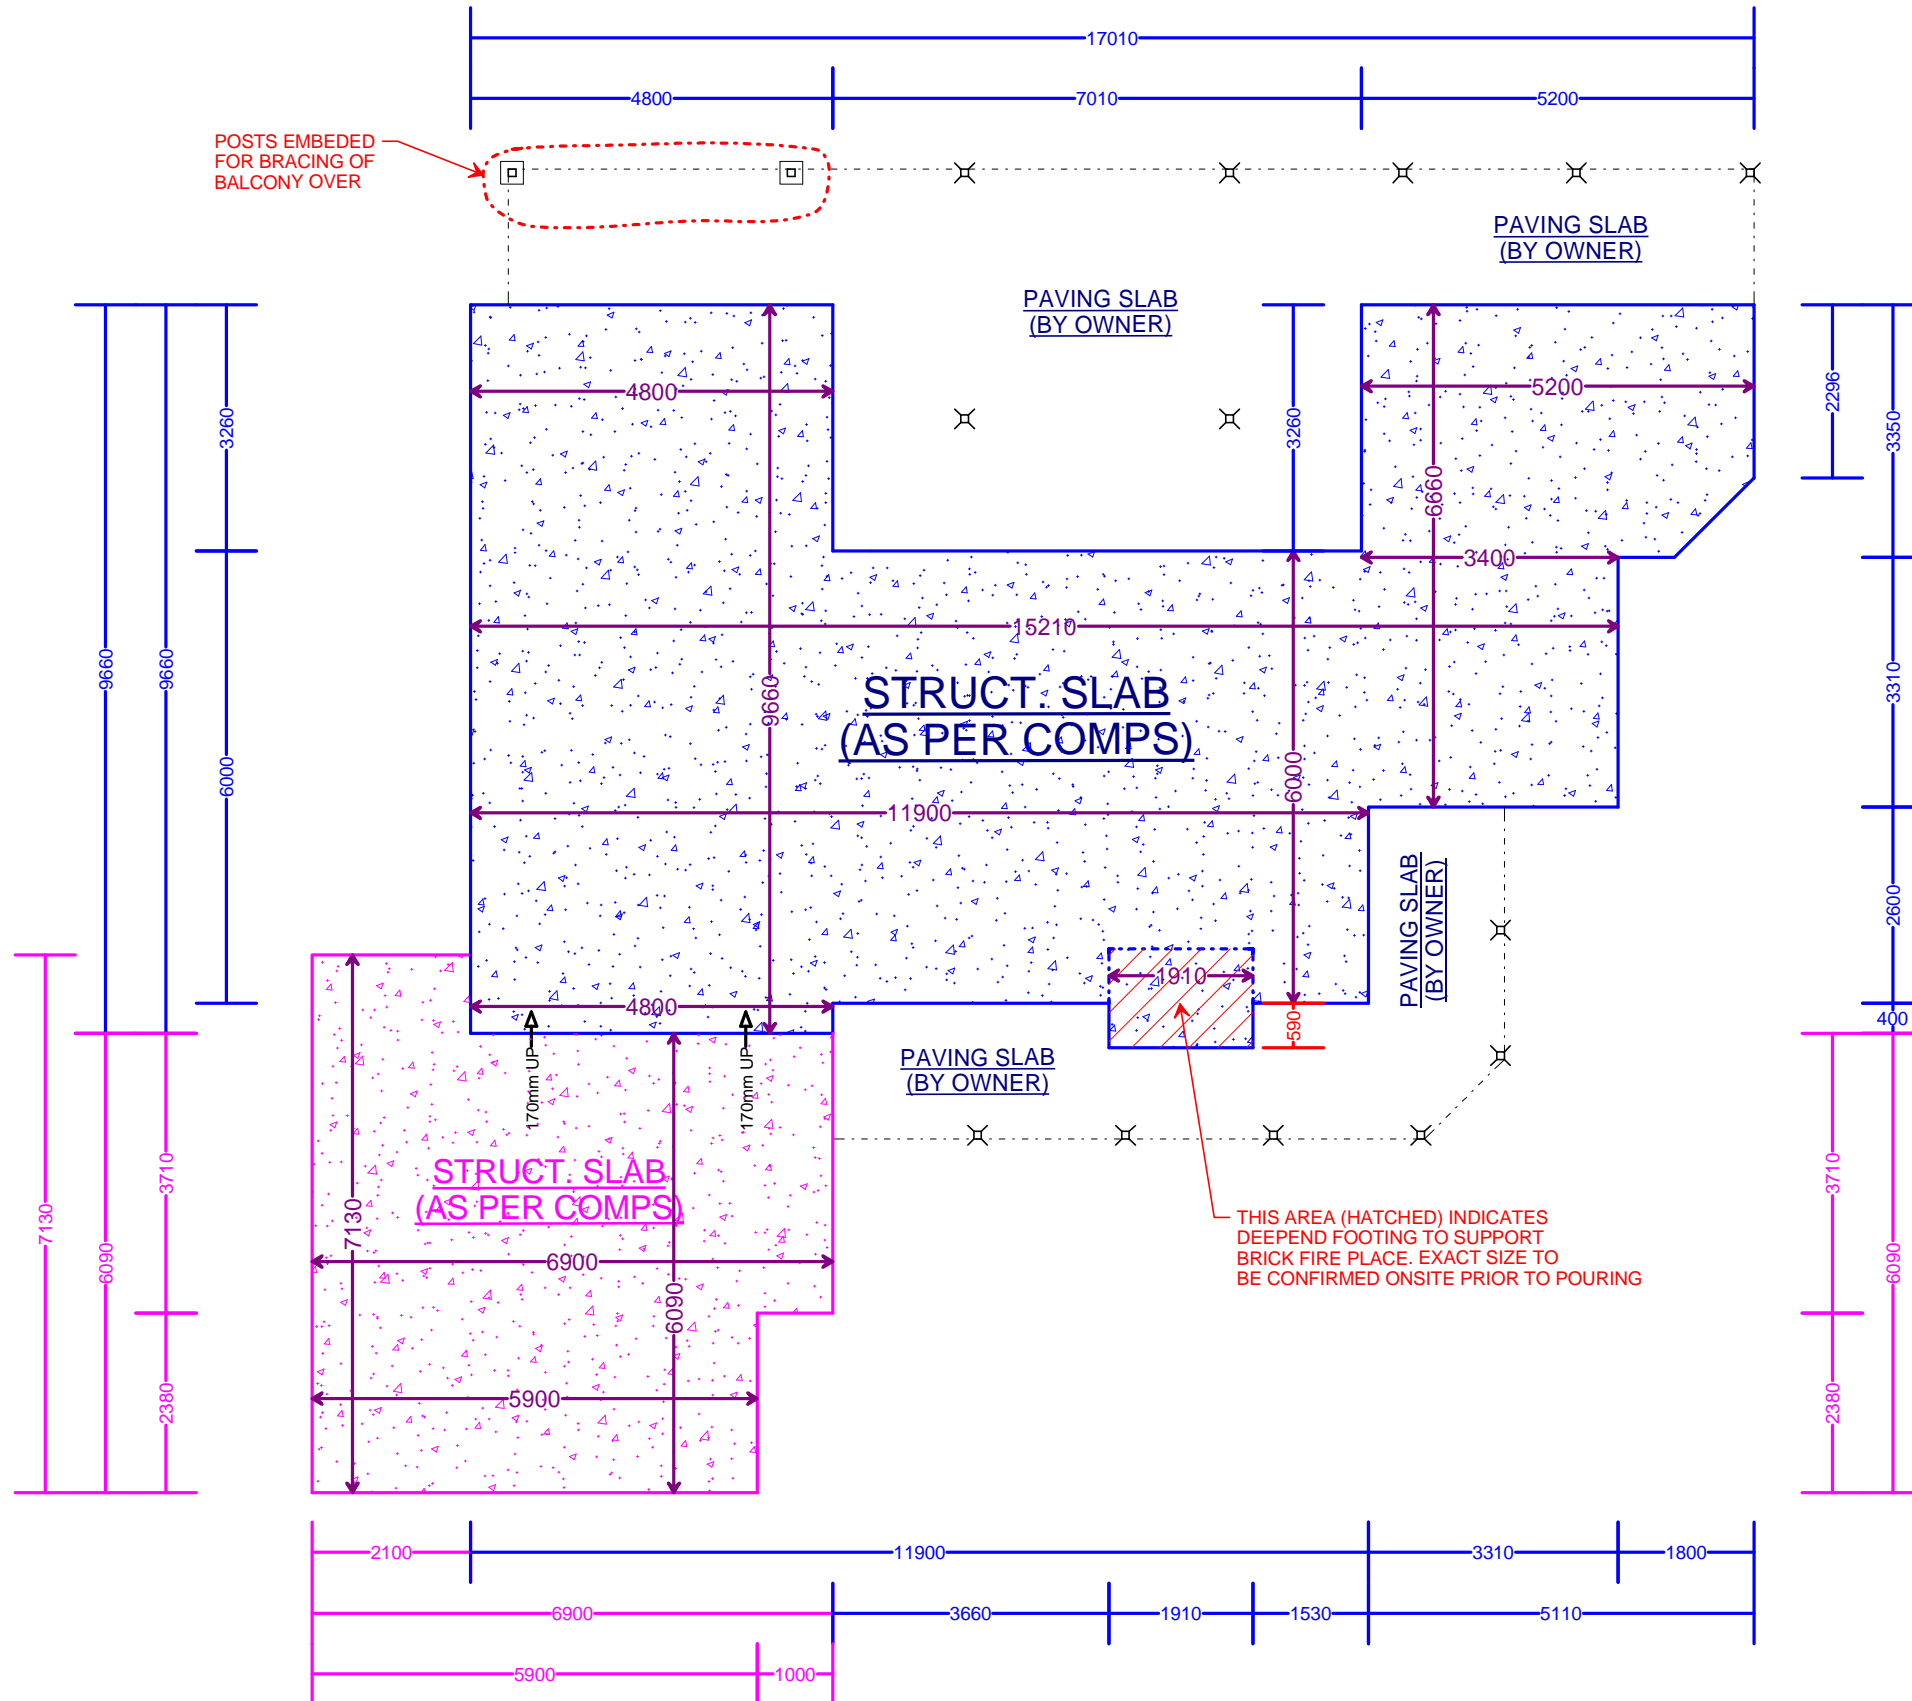 17010
4800
7010
5200
POSTS EMBEDED
FOR BRACING OF
BALCONY OVER
PAVING SLAB
(BY OWNER)
PAVING SLAB
(BY OWNER)
4800
5200
3260
3260
2296
3350
6660
3400
15210
9660
9660
9660
STRUCT. SLAB
(AS PER COMPS)
3310
6000
6000
11900
PAVING SLAB
(BY OWNER)
2600
1910
4800
590
400
PAVING SLAB
(BY OWNER)
170mm UP
170mm UP
STRUCT. SLAB
(AS PER COMPS)
7130
7130
6090
3710
3710
6090
THIS AREA (HATCHED) INDICATES
DEEPEND FOOTING TO SUPPORT
BRICK FIRE PLACE. EXACT SIZE TO
BE CONFIRMED ONSITE PRIOR TO POURING
6900
6090
5900
2380
2380
2100
11900
3310
1800
6900
3660
1910
1530
5110
5900
1000